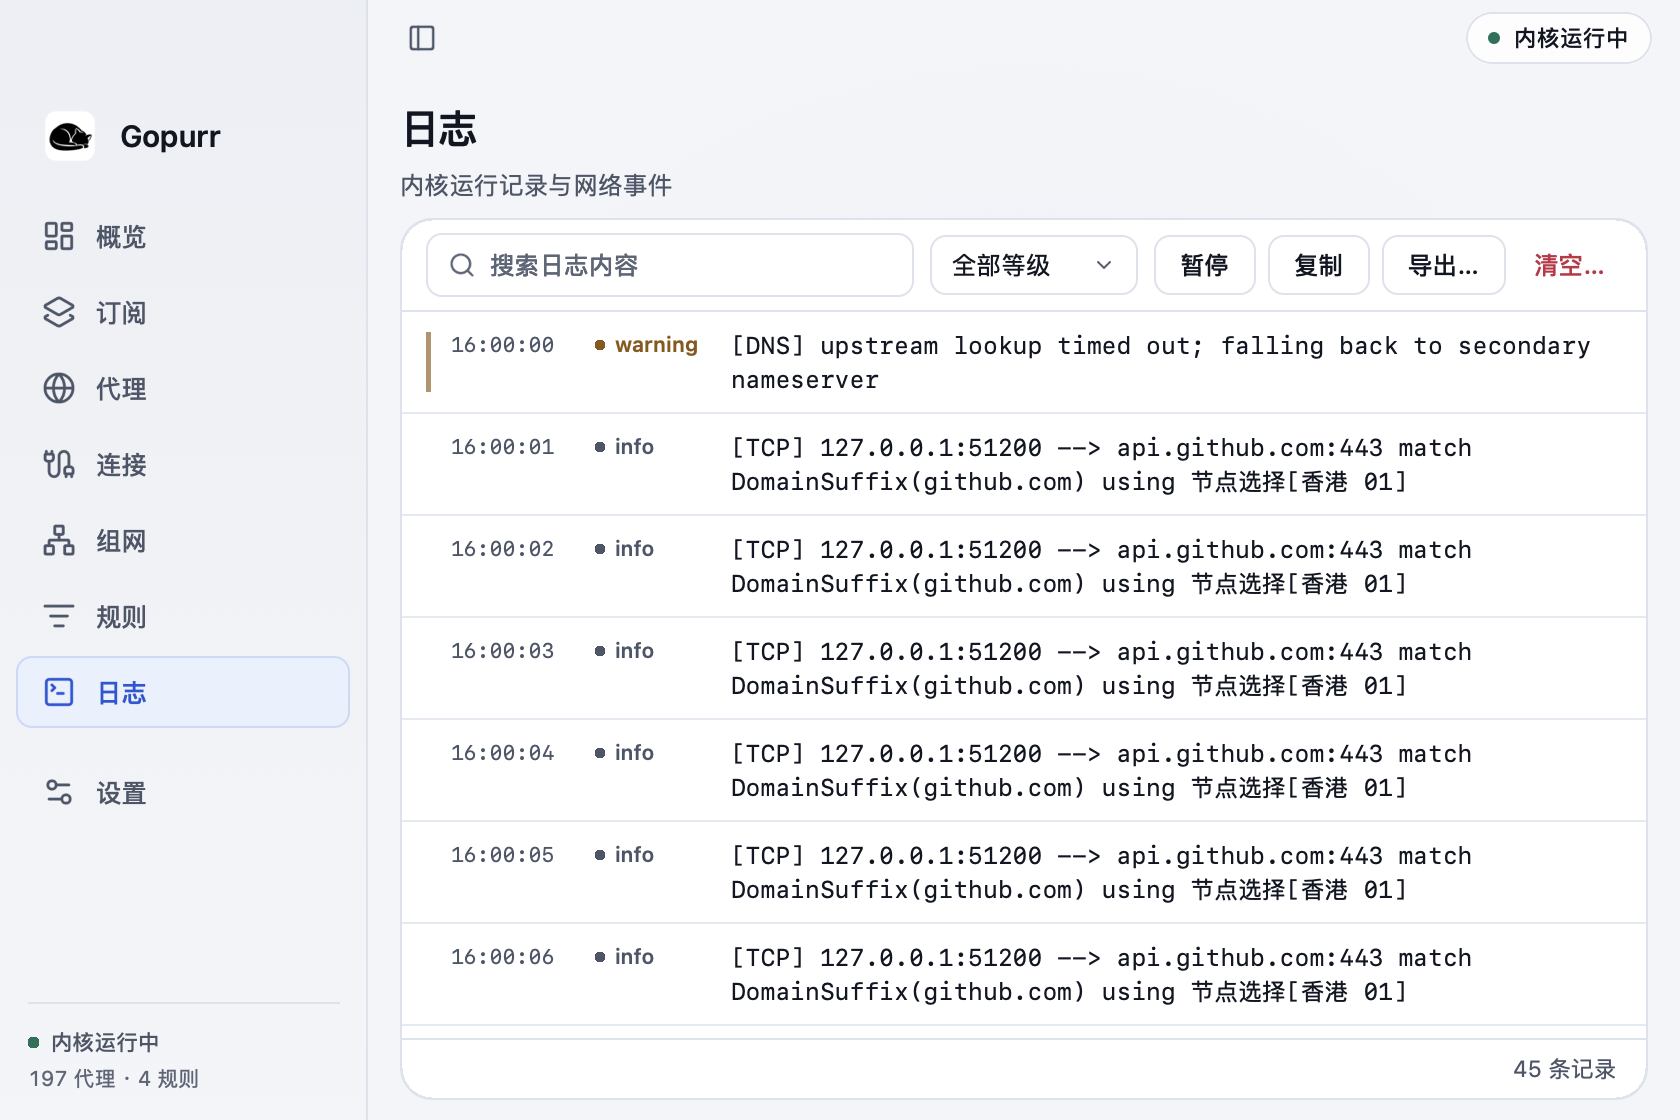 内核运行中
Gopurr
概览
订阅
代理
连接
组网
规则
日志
设置
内核运行中
197 代理 · 4 规则
日志
内核运行记录与网络事件
搜索日志内容 全部等级 暂停 复制 导出... 清空...
16:00:00 warning [DNS] upstream lookup timed out; falling back to secondary
nameserver
16:00:01 info [TCP] 127.0.0.1:51200 --> api.github.com:443 match
DomainSuffix(github.com) using 节点选择[香港 01]
16:00:02 info [TCP] 127.0.0.1:51200 --> api.github.com:443 match
DomainSuffix(github.com) using 节点选择[香港 01]
16:00:03 info [TCP] 127.0.0.1:51200 --> api.github.com:443 match
DomainSuffix(github.com) using 节点选择[香港 01]
16:00:04 info [TCP] 127.0.0.1:51200 --> api.github.com:443 match
DomainSuffix(github.com) using 节点选择[香港 01]
16:00:05 info [TCP] 127.0.0.1:51200 --> api.github.com:443 match
DomainSuffix(github.com) using 节点选择[香港 01]
16:00:06 info [TCP] 127.0.0.1:51200 --> api.github.com:443 match
DomainSuffix(github.com) using 节点选择[香港 01]
45 条记录